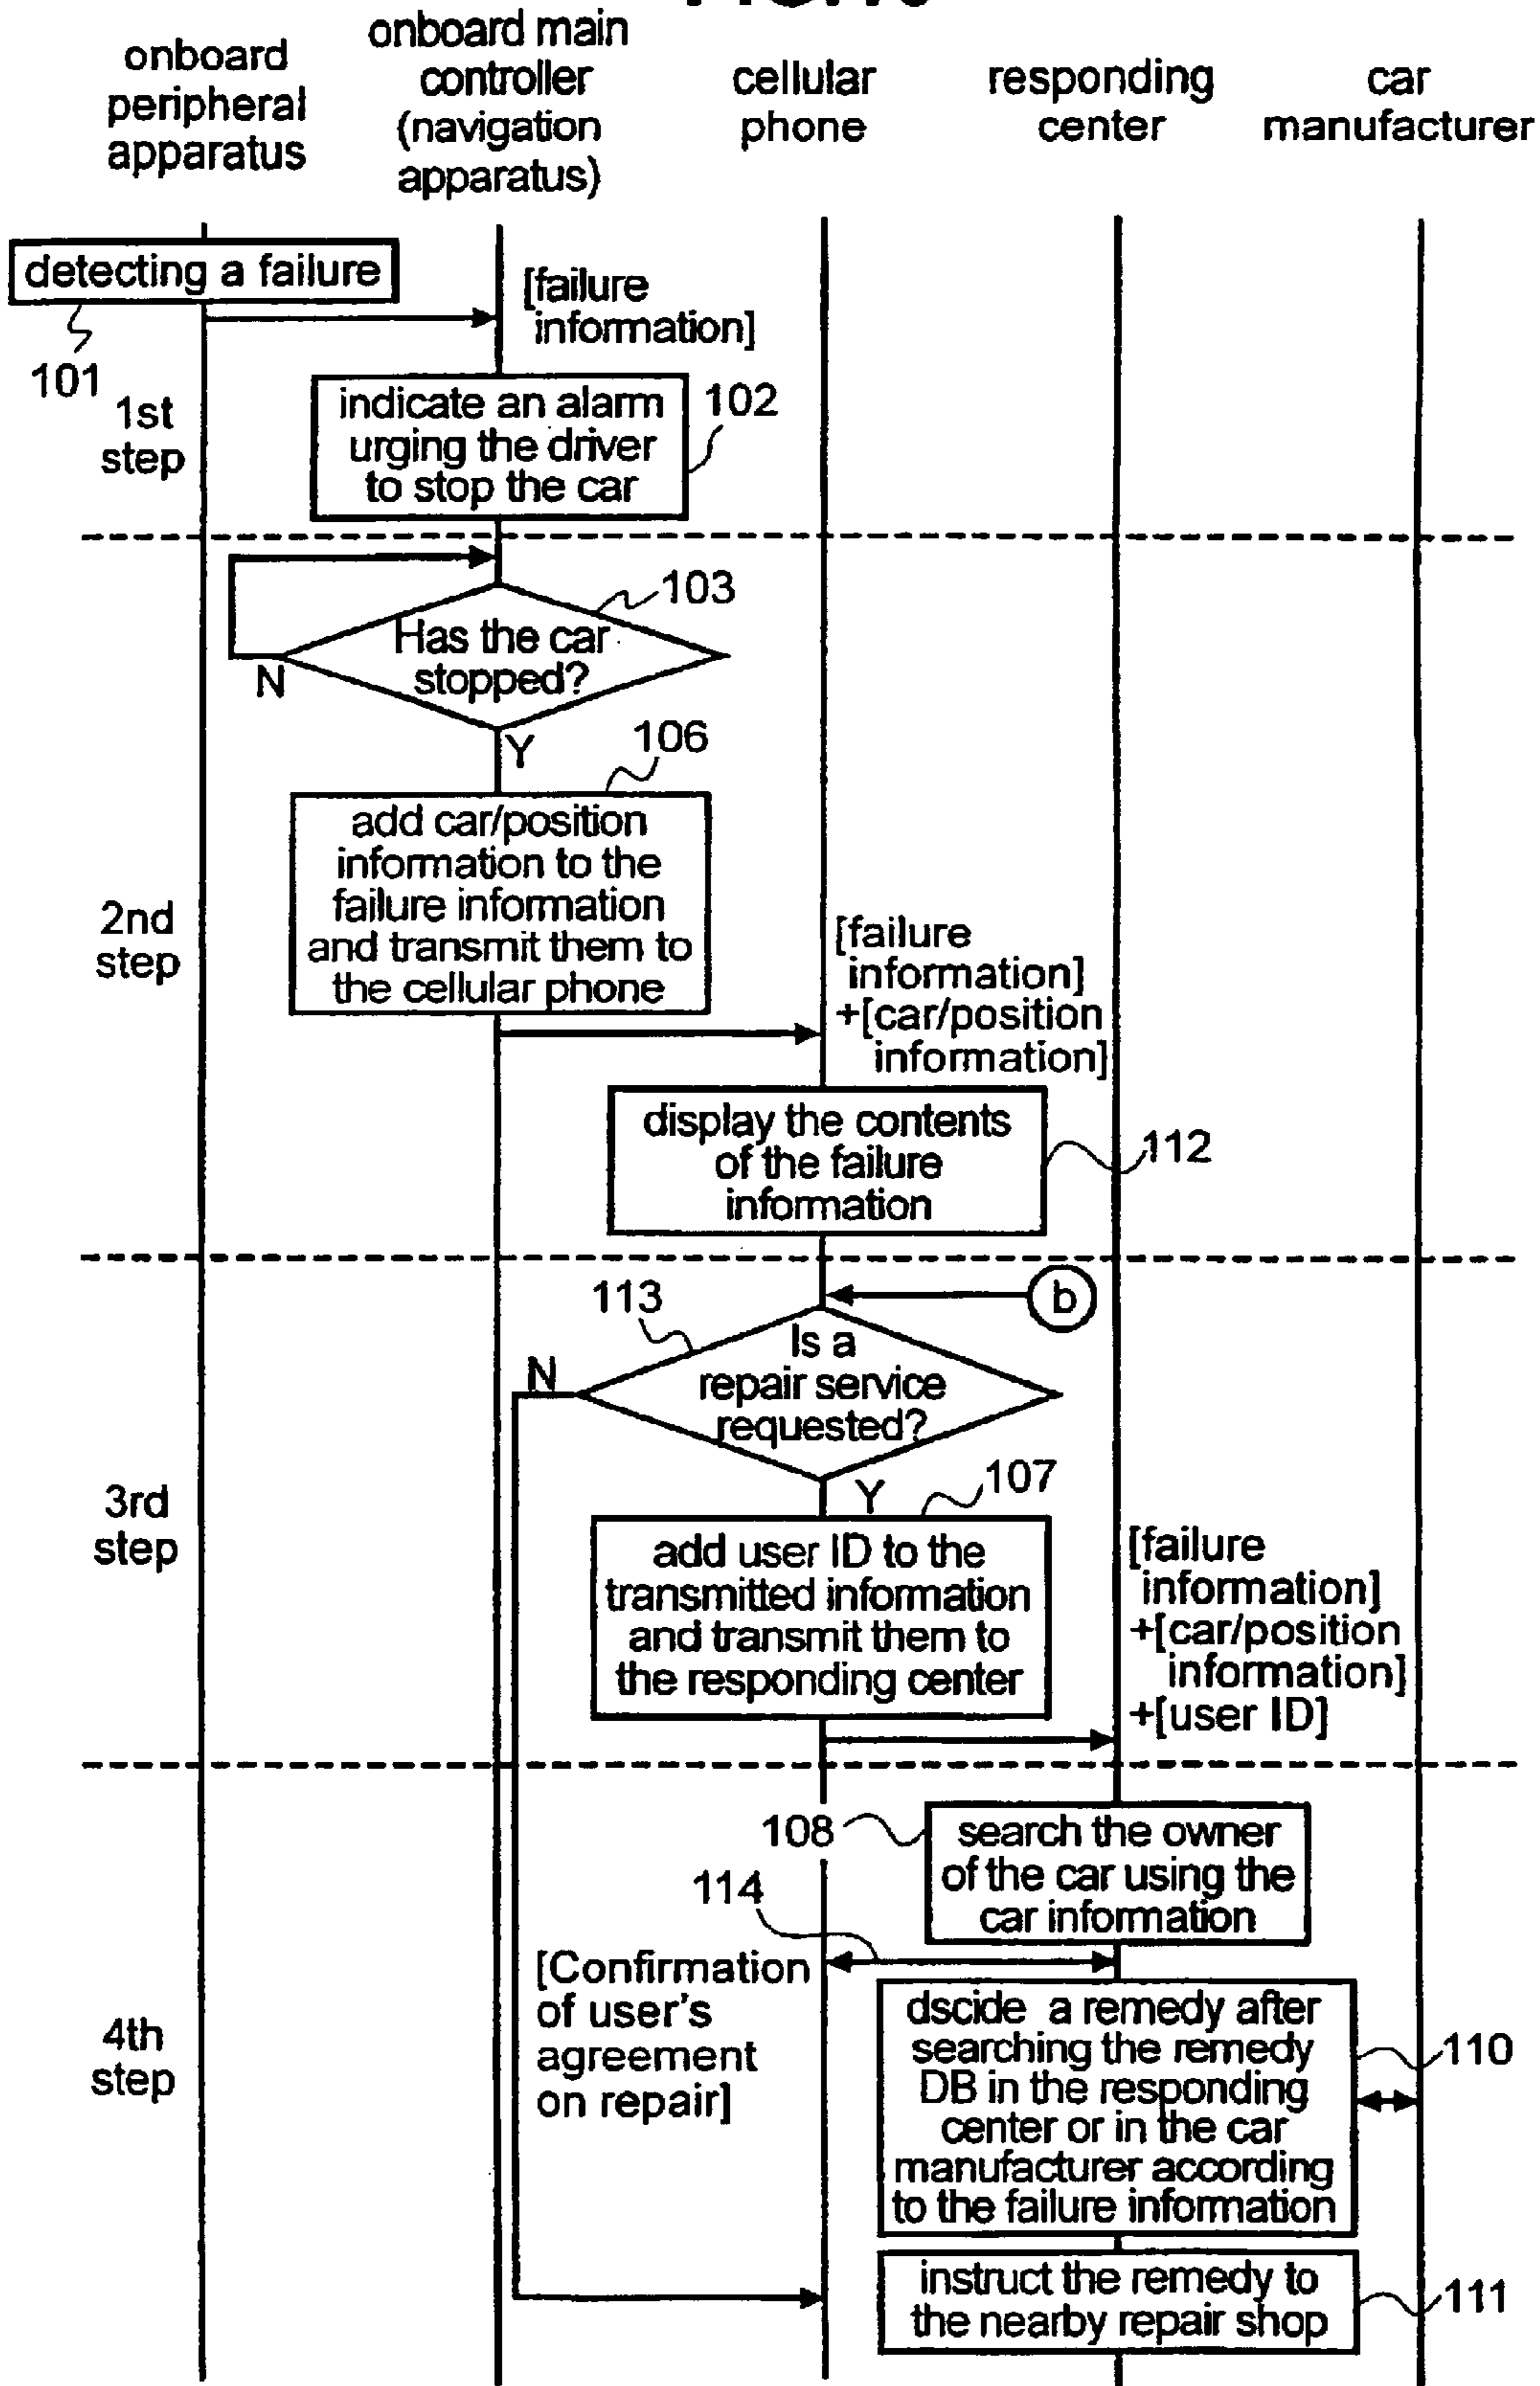 onboard
peripheral
apparatus
onboard main
controller
(navigation
apparatus)
cellular
phone
responding
center
car
manufacturer
detecting a failure
101
[failure
information]
1st
step
indicate an alarm
urging the driver
to stop the car
102
103
Has the car
stopped?
N
Y
106
2nd
step
add car/position
information to the
failure information
and transmit them to
the cellular phone
[failure
information]
+[car/position
information]
display the contents
of the failure
information
112
b
113
Is a
repair service
requested?
N
Y
107
3rd
step
add user ID to the
transmitted information
and transmit them to
the responding center
[failure
information]
+[car/position
information]
+[user ID]
108
search the owner
of the car using the
car information
114
[Confirmation
of user's
agreement
on repair]
4th
step
dscide a remedy after
searching the remedy
DB in the responding
center or in the car
manufacturer according
to the failure information
110
instruct the remedy to
the nearby repair shop
111